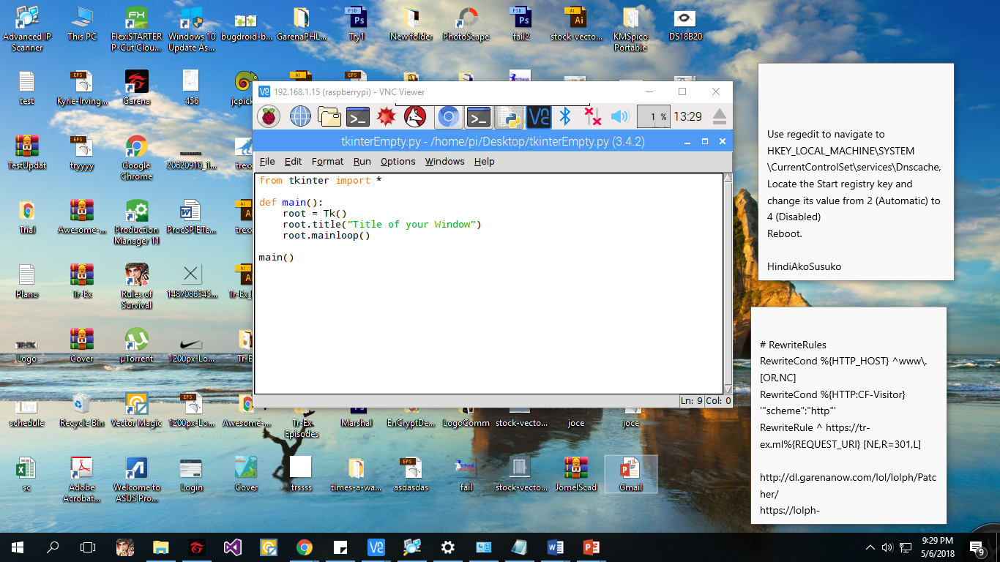 Advanced IP Scanner
This PC
FlexiSTARTER P-Cut Clou...
Windows 10 Update As...
bugdroid-b...
GarenaPHL...
Try1
New folder
PhotoScape
fail2
stock-vecto...
KMSpico Portable
DS18B20
test
Kyrie-Irving...
Garena
456
jcpick
TestUpdat
tryyyy
Google Chrome
20620910_1...
trexx
Trial
Awesome-...
Production Manager 11
ProcSPIETe...
trexx
Plano
Tr-Ex
Rules of Survival
1487086345...
Tr-Ex_
Logo
Cover
µTorrent
1200px-Lo...
Tr-E
schedule
Recycle Bin
Vector Magic
1200px-Lo...
Awesome-...
Tr-Ex Episodes
Marshal
EnCryptDe...
LogoComm
stock-vecto...
joce
joce
sc
Adobe Acrobat...
Welcome to ASUS Pro...
Login
Cover
trssss
times-a-wa...
asdasdas
fail
stock-vecto...
JomelScad
Gmail
192.168.1.15 (raspberrypi) - VNC Viewer
1 %
13:29
tkinterEmpty.py - /home/pi/Desktop/tkinterEmpty.py (3.4.2)
File Edit Format Run Options Windows Help
from tkinter import *
def main():
    root = Tk()
    root.title("Title of your Window")
    root.mainloop()
main()
Ln: 9 Col: 0
Use regedit to navigate to
HKEY_LOCAL_MACHINE\SYSTEM
\CurrentControlSet\services\Dnscache,
Locate the Start registry key and
change its value from 2 (Automatic) to
4 (Disabled)
Reboot.
HindiAkoSusuko
# RewriteRules
RewriteCond %{HTTP_HOST} ^www\.
[OR,NC]
RewriteCond %{HTTP:CF-Visitor}
'"scheme":"http"'
RewriteRule ^ https://tr-
ex.ml%{REQUEST_URI} [NE,R=301,L]
http://dl.garenanow.com/lol/lolph/Patc
her/
https://lolph-
9:29 PM
5/6/2018
9